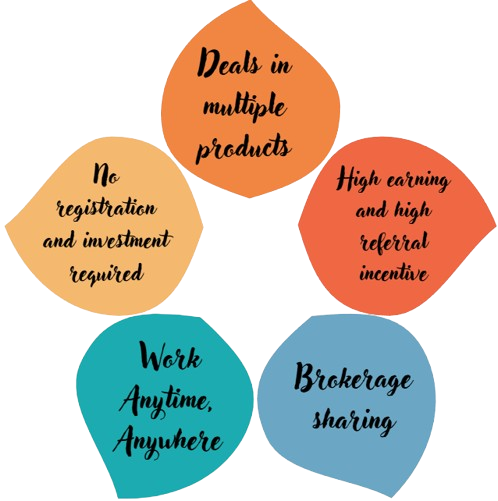 Deals in
multiple
products
No
registration
and investment
required
High earning
and high
referral
incentive
Work
Anytime,
Anywhere
Brokerage
sharing